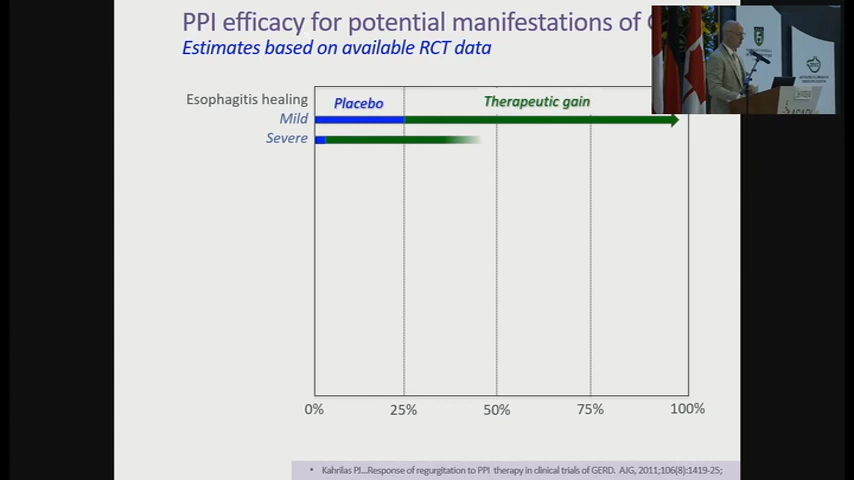 PPI efficacy for potential manifestations of
Estimates based on available RCT data
Esophagitis healing
Placebo
Therapeutic gain
Mild
Severe
0%
25%
50%
75%
100%
• Kahrilas PJ...Response of regurgitation to PPI therapy in clinical trials of GERD. AJG, 2011;106(8):1419-25;